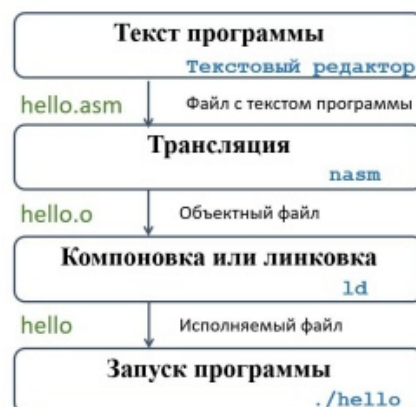 Текст программы
Текстовый редактор
hello.asm Файл с текстом программы
Трансляция
nasm
hello.o Объектный файл
Компоновка или линковка
ld
hello Исполняемый файл
Запуск программы
./hello